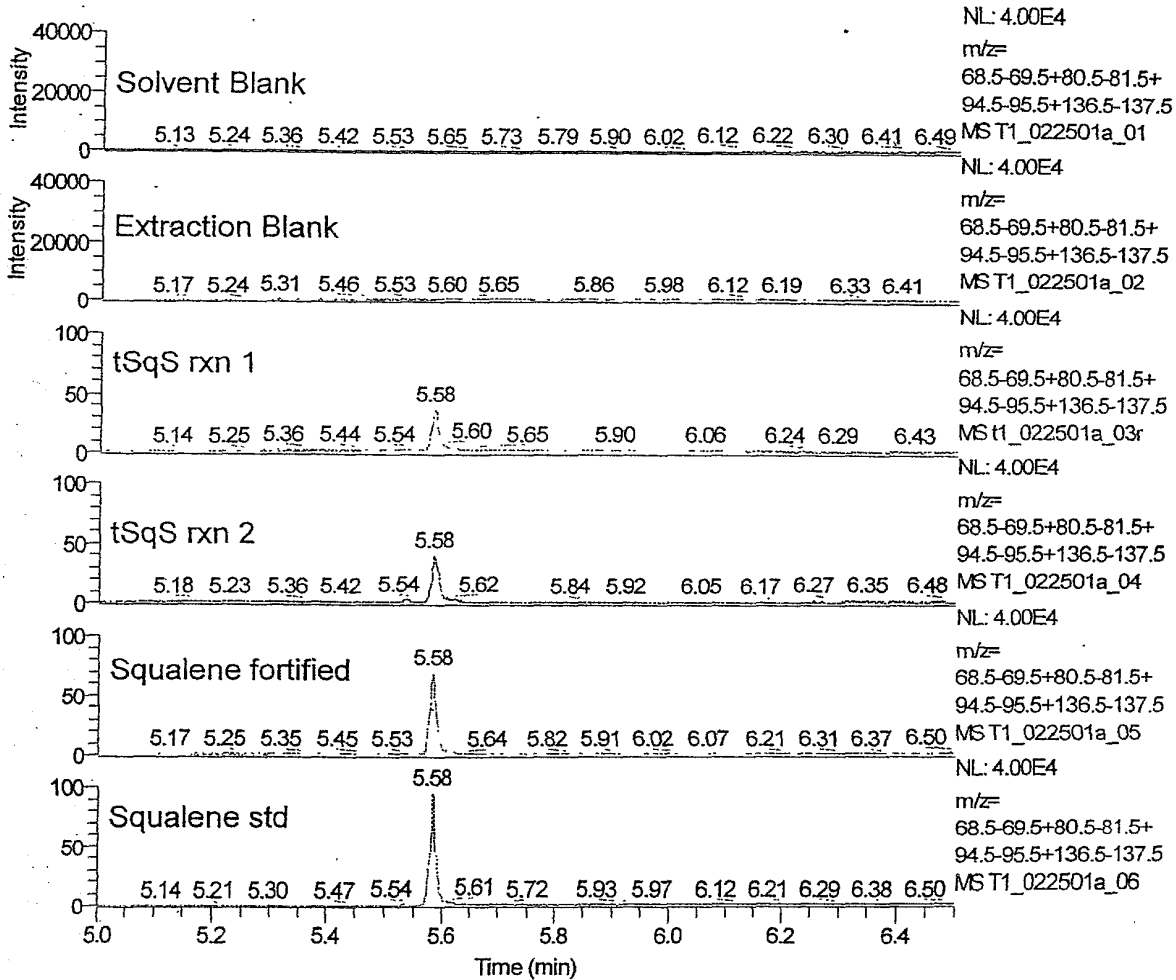 NL: 4.00E4
40000
Intensity
20000
0
Solvent Blank
5.13 5.24 5.36 5.42 5.53 5.65 5.73 5.79 5.90 6.02 6.12 6.22 6.30 6.41 6.49
m/z=
68.5-69.5+80.5-81.5+
94.5-95.5+136.5-137.5
MS T1_022501a_01
NL: 4.00E4
40000
Intensity
20000
0
Extraction Blank
5.17 5.24 5.31 5.46 5.53 5.60 5.65 5.86 5.98 6.12 6.19 6.33 6.41
m/z=
68.5-69.5+80.5-81.5+
94.5-95.5+136.5-137.5
MS T1_022501a_02
NL: 4.00E4
100
50
0
tSqS rxn 1
5.58
5.14 5.25 5.36 5.44 5.54 5.60 5.65 5.90 6.06 6.24 6.29 6.43
m/z=
68.5-69.5+80.5-81.5+
94.5-95.5+136.5-137.5
MS t1_022501a_03r
NL: 4.00E4
100
50
0
tSqS rxn 2
5.58
5.18 5.23 5.36 5.42 5.54 5.62 5.84 5.92 6.05 6.17 6.27 6.35 6.48
m/z=
68.5-69.5+80.5-81.5+
94.5-95.5+136.5-137.5
MS T1_022501a_04
NL: 4.00E4
100
50
0
Squalene fortified
5.58
5.17 5.25 5.35 5.45 5.53 5.64 5.82 5.91 6.02 6.07 6.21 6.31 6.37 6.50
m/z=
68.5-69.5+80.5-81.5+
94.5-95.5+136.5-137.5
MS T1_022501a_05
NL: 4.00E4
100
50
0
Squalene std
5.58
5.14 5.21 5.30 5.47 5.54 5.61 5.72 5.93 5.97 6.12 6.21 6.29 6.38 6.50
m/z=
68.5-69.5+80.5-81.5+
94.5-95.5+136.5-137.5
MS T1_022501a_06
5.0 5.2 5.4 5.6 5.8 6.0 6.2 6.4
Time (min)